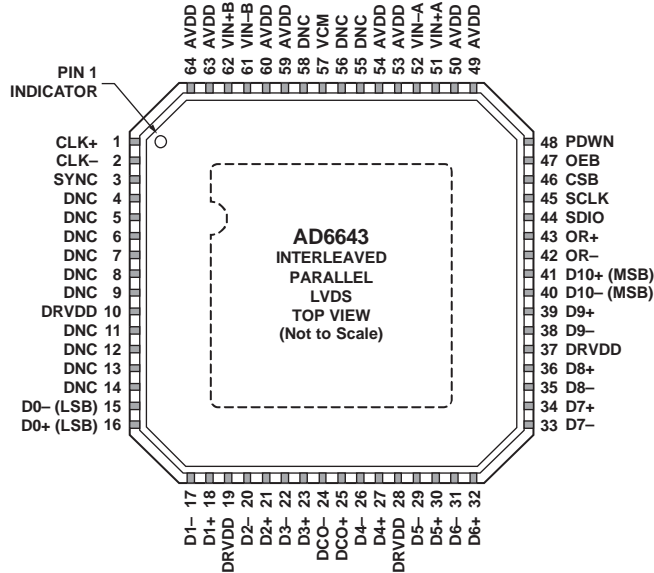 64 AVDD
63 AVDD
62 VIN+B
61 VIN–B
60 AVDD
59 AVDD
58 DNC
57 VCM
56 DNC
55 DNC
54 AVDD
53 AVDD
52 VIN–A
51 VIN+A
50 AVDD
49 AVDD
PIN 1
INDICATOR
CLK+ 1
CLK– 2
SYNC 3
DNC 4
DNC 5
DNC 6
DNC 7
DNC 8
DNC 9
DRVDD 10
DNC 11
DNC 12
DNC 13
DNC 14
D0– (LSB) 15
D0+ (LSB) 16
AD6643
INTERLEAVED
PARALLEL
LVDS
TOP VIEW
(Not to Scale)
48 PDWN
47 OEB
46 CSB
45 SCLK
44 SDIO
43 OR+
42 OR–
41 D10+ (MSB)
40 D10– (MSB)
39 D9+
38 D9–
37 DRVDD
36 D8+
35 D8–
34 D7+
33 D7–
D1– 17
D1+ 18
DRVDD 19
D2– 20
D2+ 21
D3– 22
D3+ 23
DCO– 24
DCO+ 25
D4– 26
D4+ 27
DRVDD 28
D5– 29
D5+ 30
D6– 31
D6+ 32